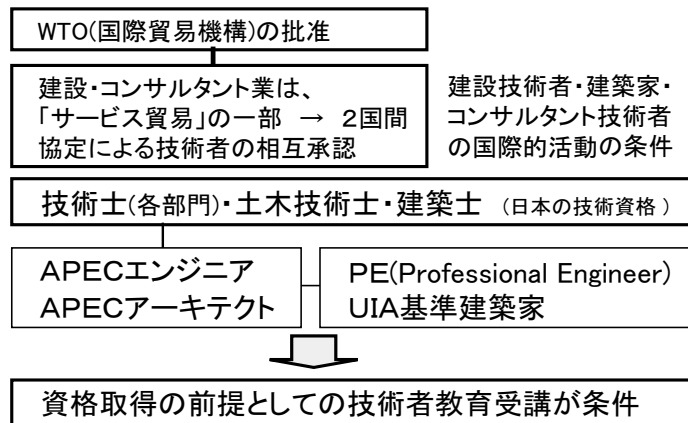 WTO(国際貿易機構)の批准
建設・コンサルタント業は、
「サービス貿易」の一部 → 2国間
協定による技術者の相互承認
建設技術者・建築家・
コンサルタント技術者
の国際的活動の条件
技術士(各部門)・土木技術士・建築士 (日本の技術資格)
APECエンジニア
APECアーキテクト
PE(Professional Engineer)
UIA基準建築家
資格取得の前提としての技術者教育受講が条件